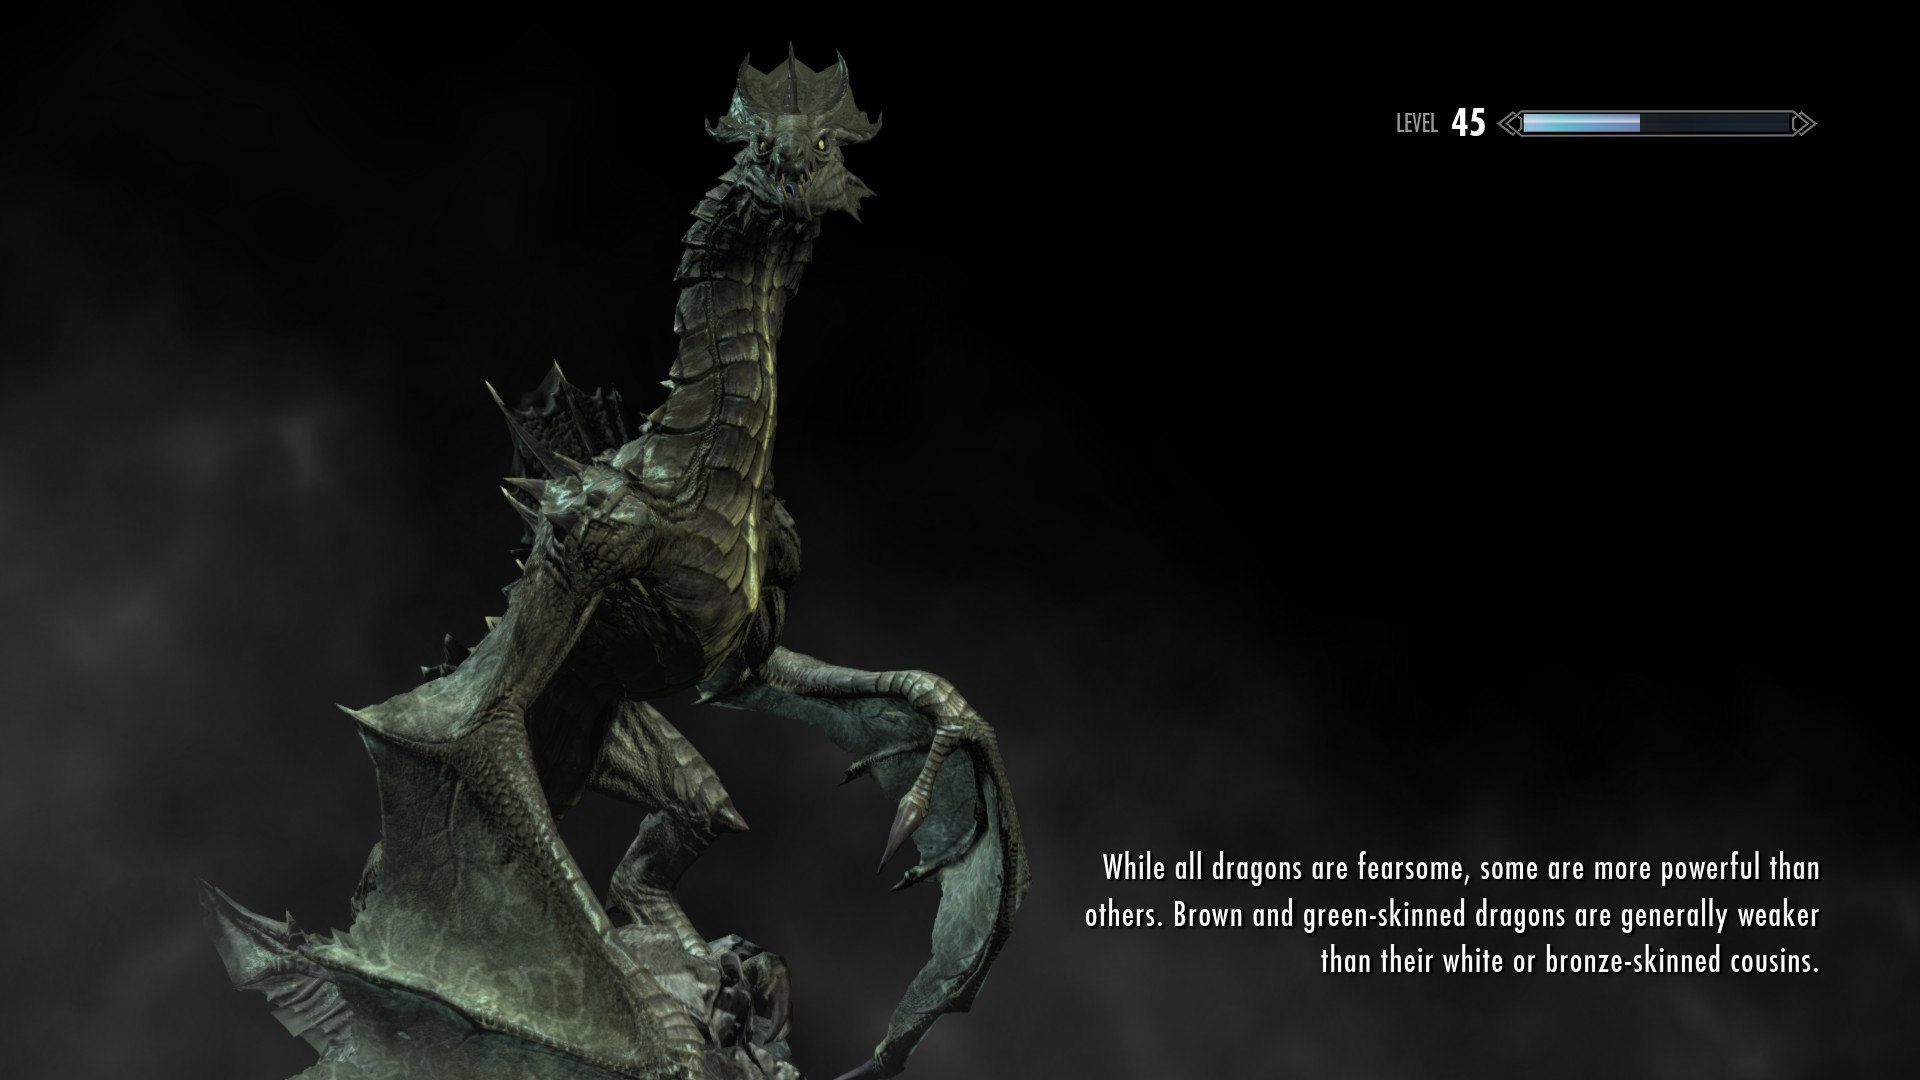 LEVEL 45
While all dragons are fearsome, some are more powerful than
others. Brown and green-skinned dragons are generally weaker
than their white or bronze-skinned cousins.